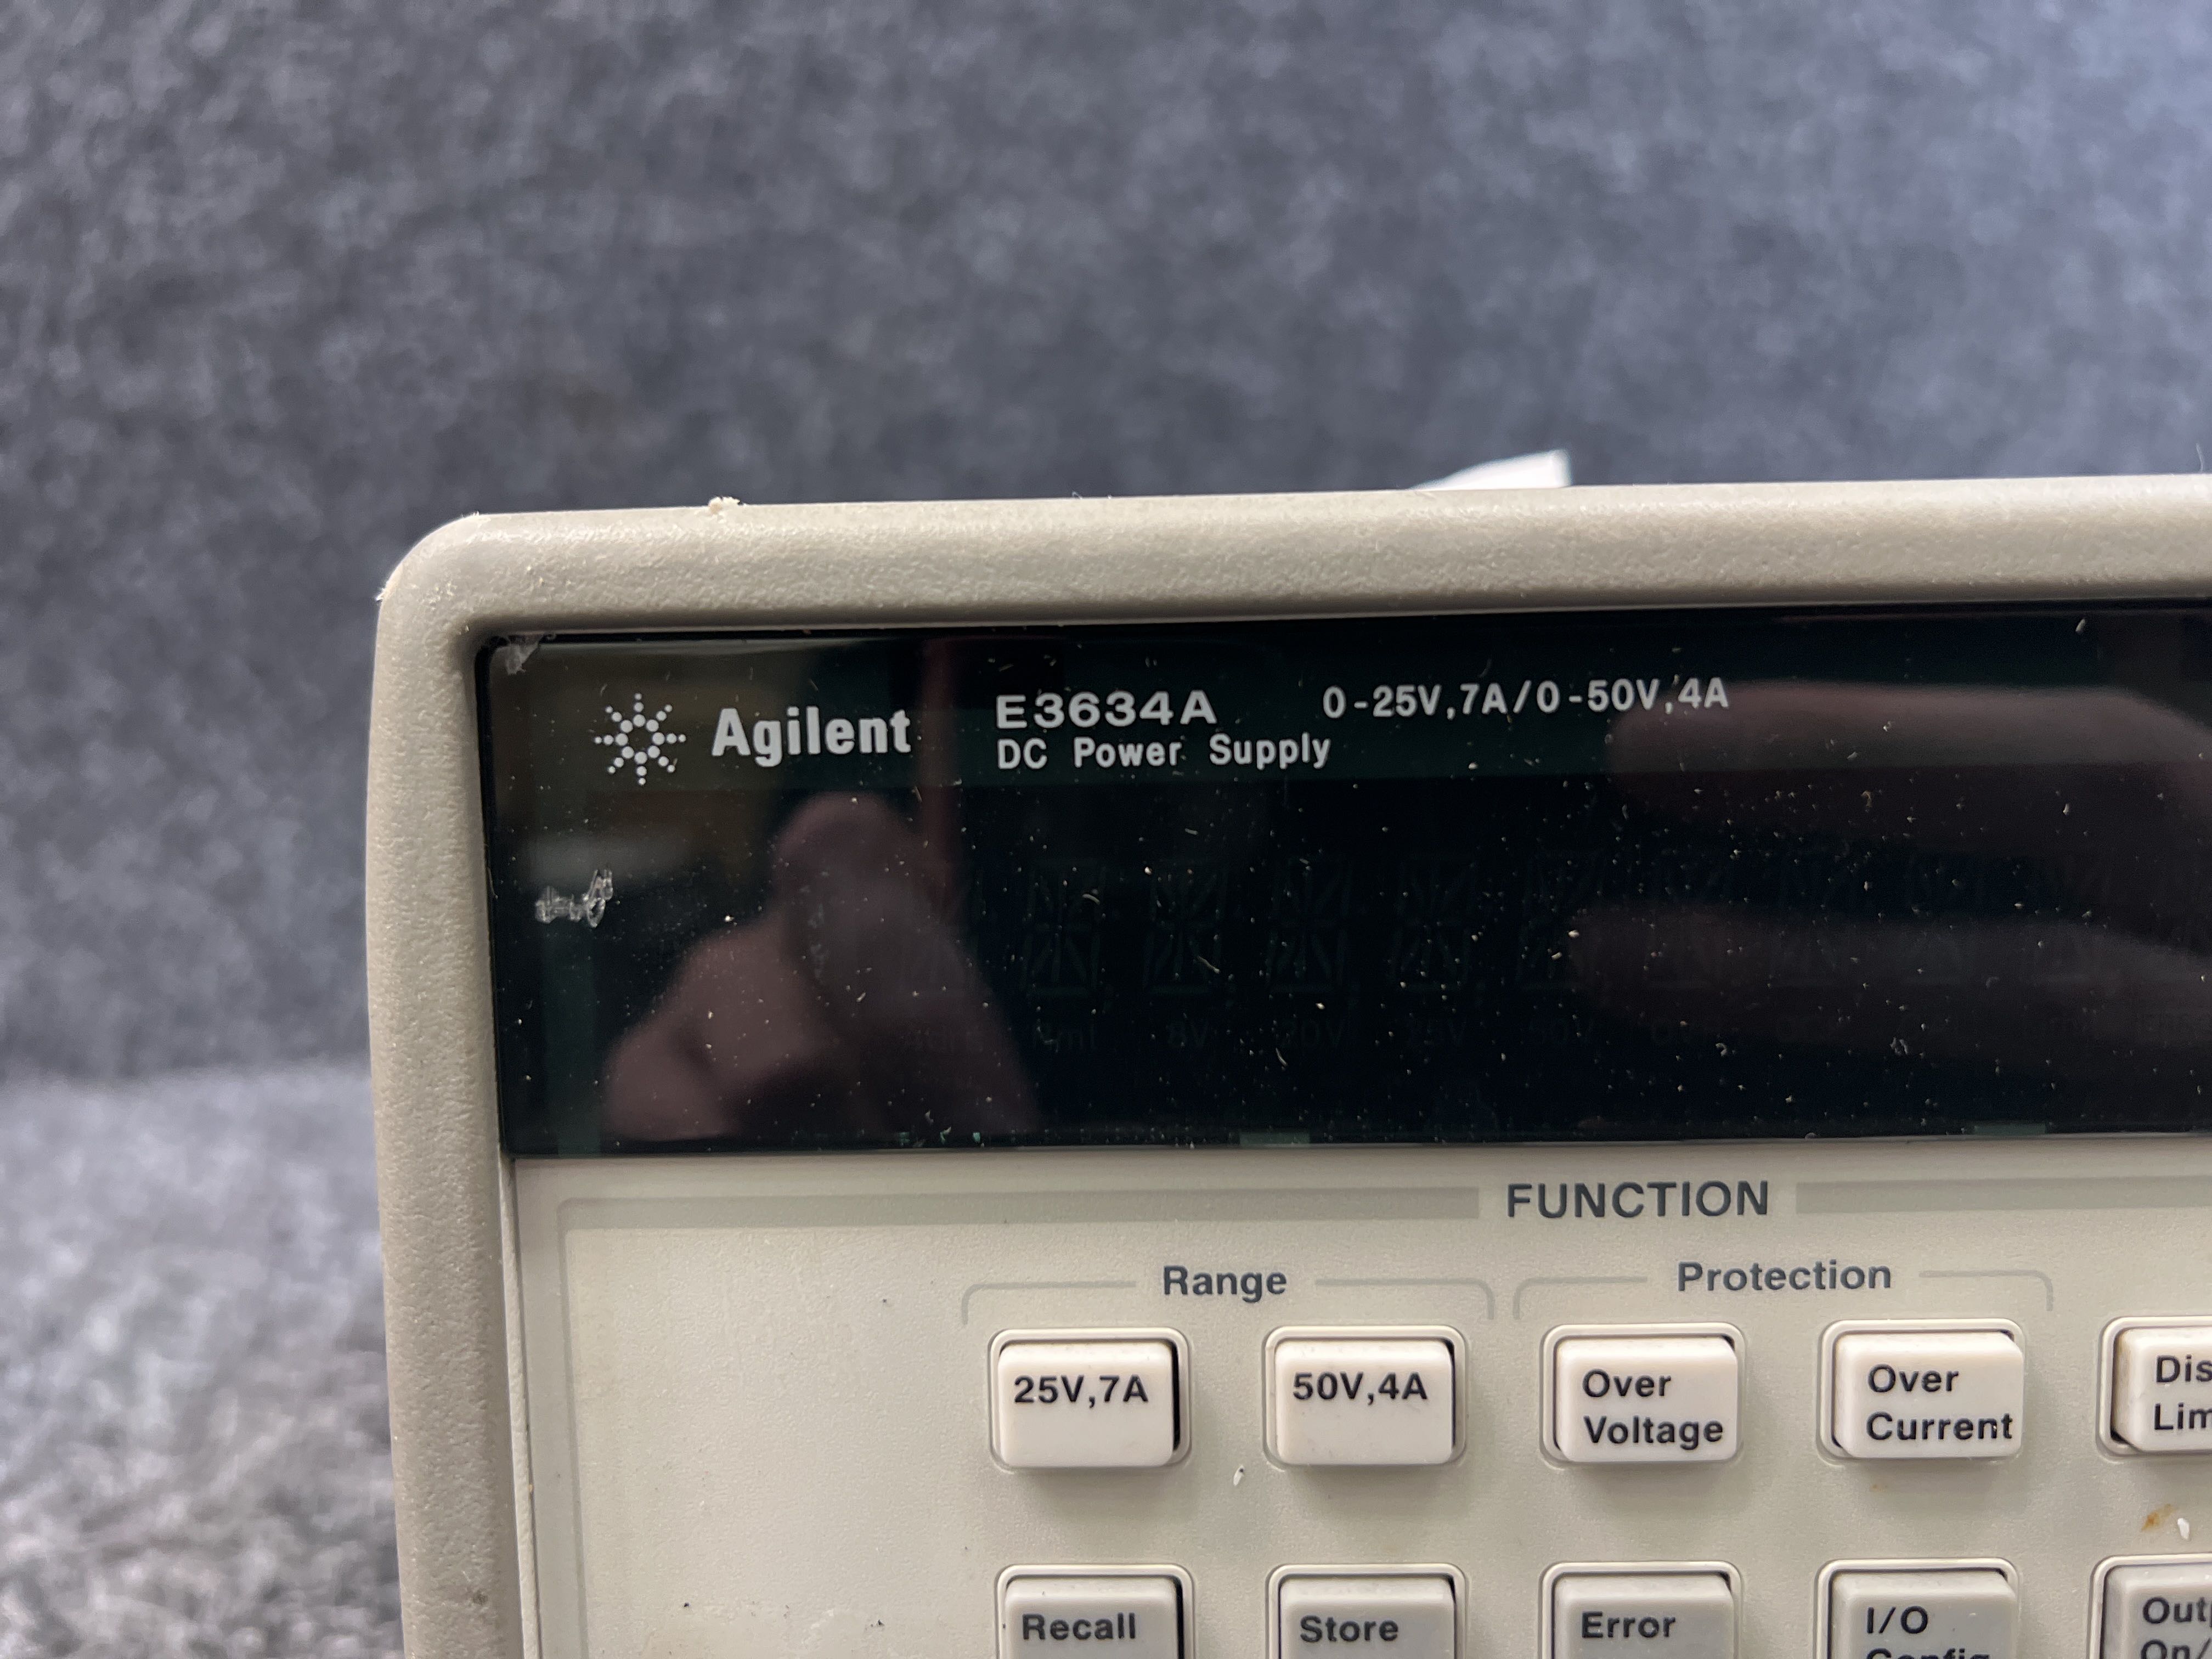 Agilent
E3634A 0-25V,7A/0-50V,4A
DC Power Supply
FUNCTION
Range Protection
25V,7A 50V,4A Over Voltage Over Current
Recall Store Error I/O